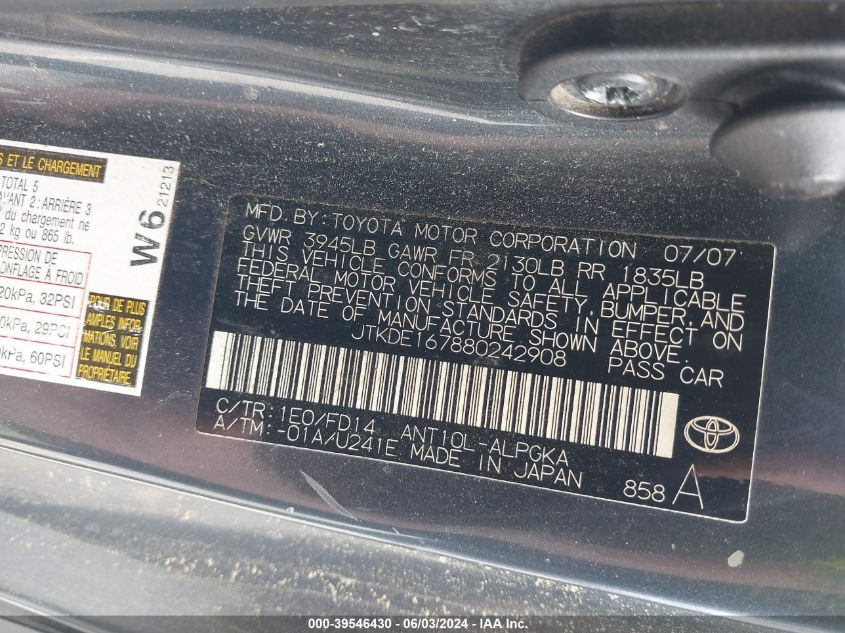 S ET LE CHARGEMENT
TOTAL 5
AVANT 2: ARRIÈRE 3
du chargement ne
2 kg ou 865 lb.
PRESSION DE
GONFLAGE À FROID
20kPa, 32PSI
0kPa, 29PSI
0kPa, 60PSI
W6
21213
POUR DE PLUS
AMPLES INFOR-
MATIONS, VOIR
LE MANUEL DU
PROPRIÉTAIRE
MFD. BY: TOYOTA MOTOR CORPORATION 07/07
GVWR 3945LB GAWR FR 2130LB RR 1835LB
THIS VEHICLE CONFORMS TO ALL APPLICABLE
FEDERAL MOTOR VEHICLE SAFETY, BUMPER, AND
THEFT PREVENTION STANDARDS IN EFFECT ON
THE DATE OF MANUFACTURE SHOWN ABOVE.
JTKDE167880242908 PASS CAR
C/TR: 1E0/FD14 ANT10L-ALPGKA
A/TM: -01A/U241E MADE IN JAPAN
858 A
000-39546430 - 06/03/2024 - IAAI.com